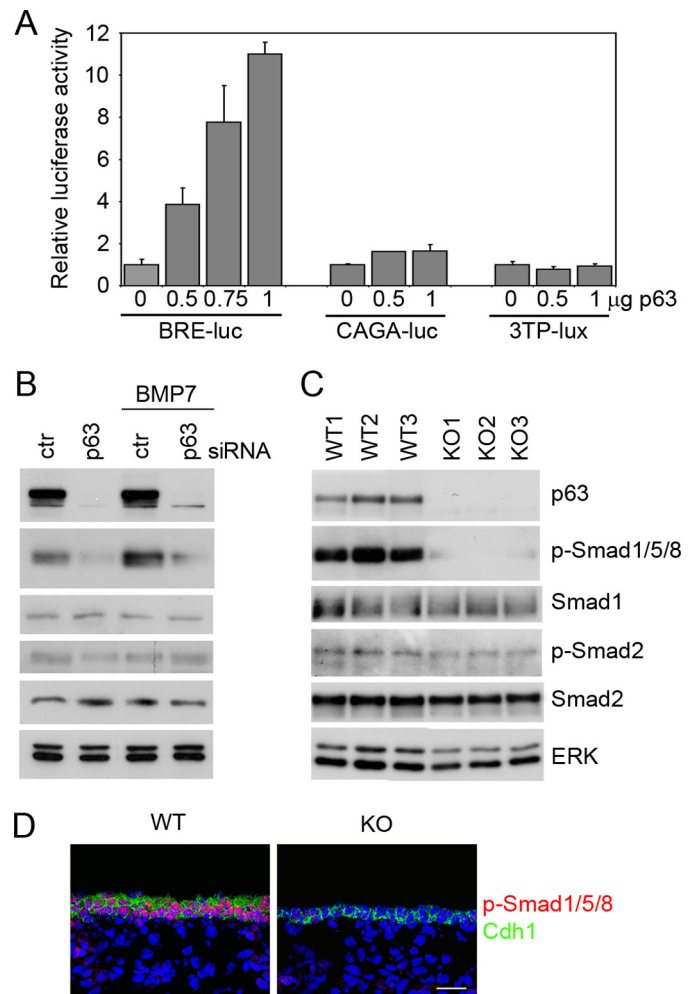 A
Relative luciferase activity
12
10
8
6
4
2
0
0 0.5 0.75 1 0 0.5 1 0 0.5 1 μg p63
BRE-luc CAGA-luc 3TP-lux
B
BMP7
ctr p63 ctr p63 siRNA
C
WT1 WT2 WT3 KO1 KO2 KO3
p63
p-Smad1/5/8
Smad1
p-Smad2
Smad2
ERK
D
WT KO
p-Smad1/5/8
Cdh1